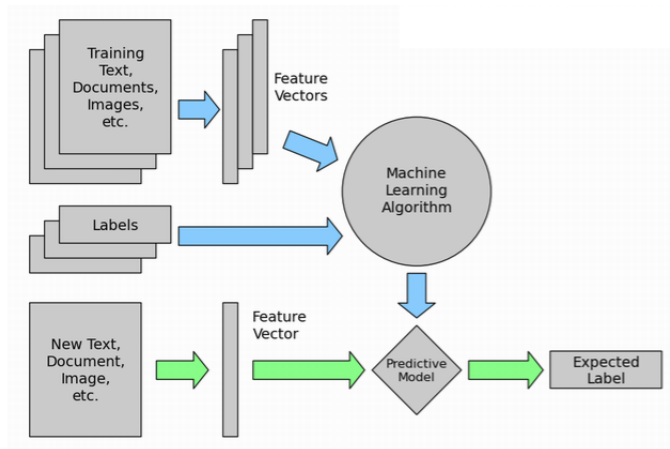 Training
Text,
Documents,
Images,
etc.
Feature
Vectors
Machine
Learning
Algorithm
Labels
New Text,
Document,
Image,
etc.
Feature
Vector
Predictive
Model
Expected
Label